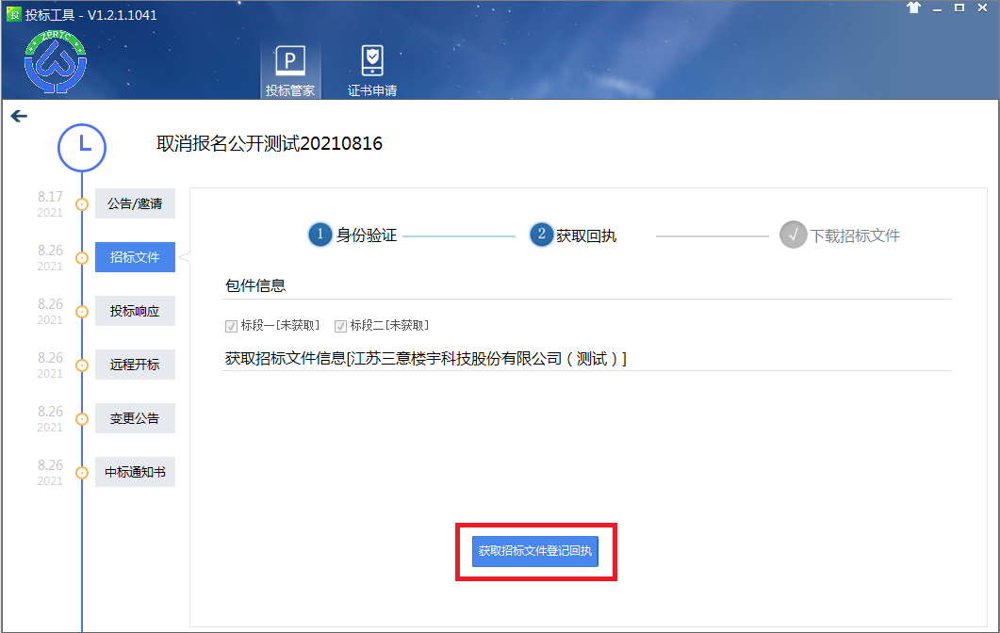 投 投标工具 - V1.2.1.1041
ZPRTC
P
投标管家
证书申请
取消报名公开测试20210816
8.17
2021
公告/邀请
1 身份验证
2 获取回执
下载招标文件
8.26
2021
招标文件
包件信息
8.26
2021
投标响应
标段一[未获取] 标段二[未获取]
获取招标文件信息[江苏三意楼宇科技股份有限公司（测试）]
8.26
2021
远程开标
8.26
2021
变更公告
8.26
2021
中标通知书
获取招标文件登记回执